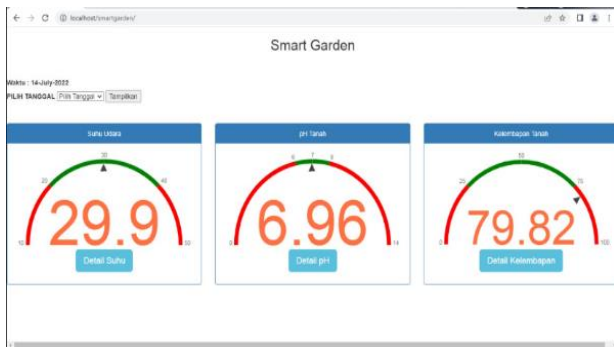 localhost/smartgarden/
Smart Garden
Waktu : 14-July-2022
PILIH TANGGAL Pilih Tanggal Tampilkan
Suhu Udara
10
20
30
40
50
29.9
Detail Suhu
pH Tanah
0
6
7
8
14
6.96
Detail pH
Kelembapan Tanah
0
25
50
75
100
79.82
Detail Kelembapan